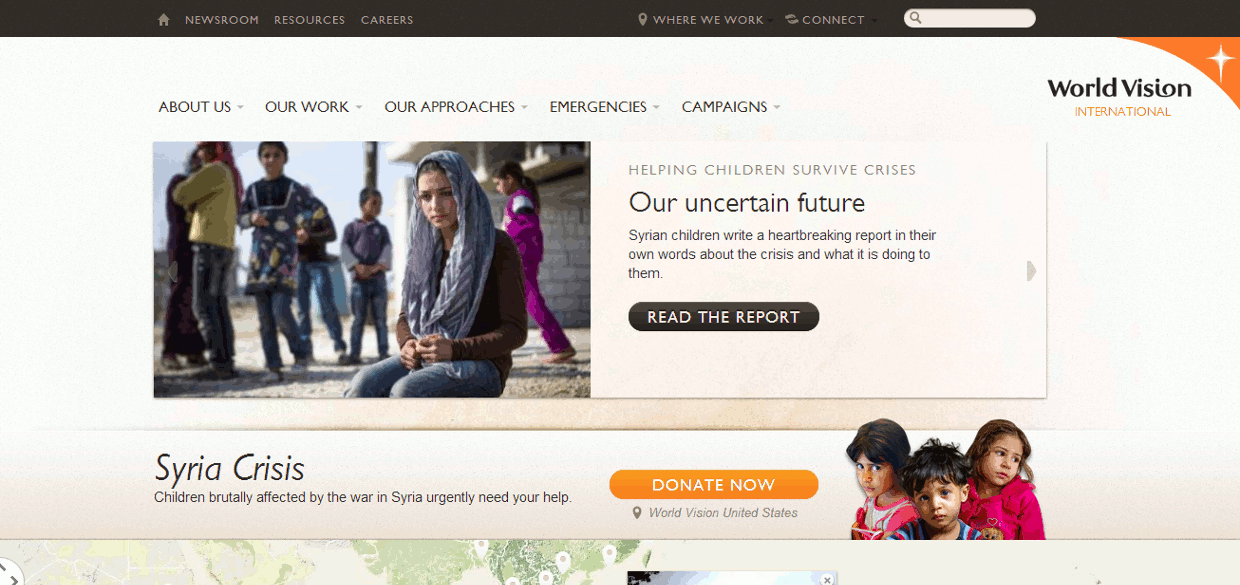 NEWSROOM RESOURCES CAREERS WHERE WE WORK CONNECT
World Vision
INTERNATIONAL
ABOUT US OUR WORK OUR APPROACHES EMERGENCIES CAMPAIGNS
HELPING CHILDREN SURVIVE CRISES
Our uncertain future
Syrian children write a heartbreaking report in their
own words about the crisis and what it is doing to
them.
READ THE REPORT
Syria Crisis
Children brutally affected by the war in Syria urgently need your help.
DONATE NOW
World Vision United States